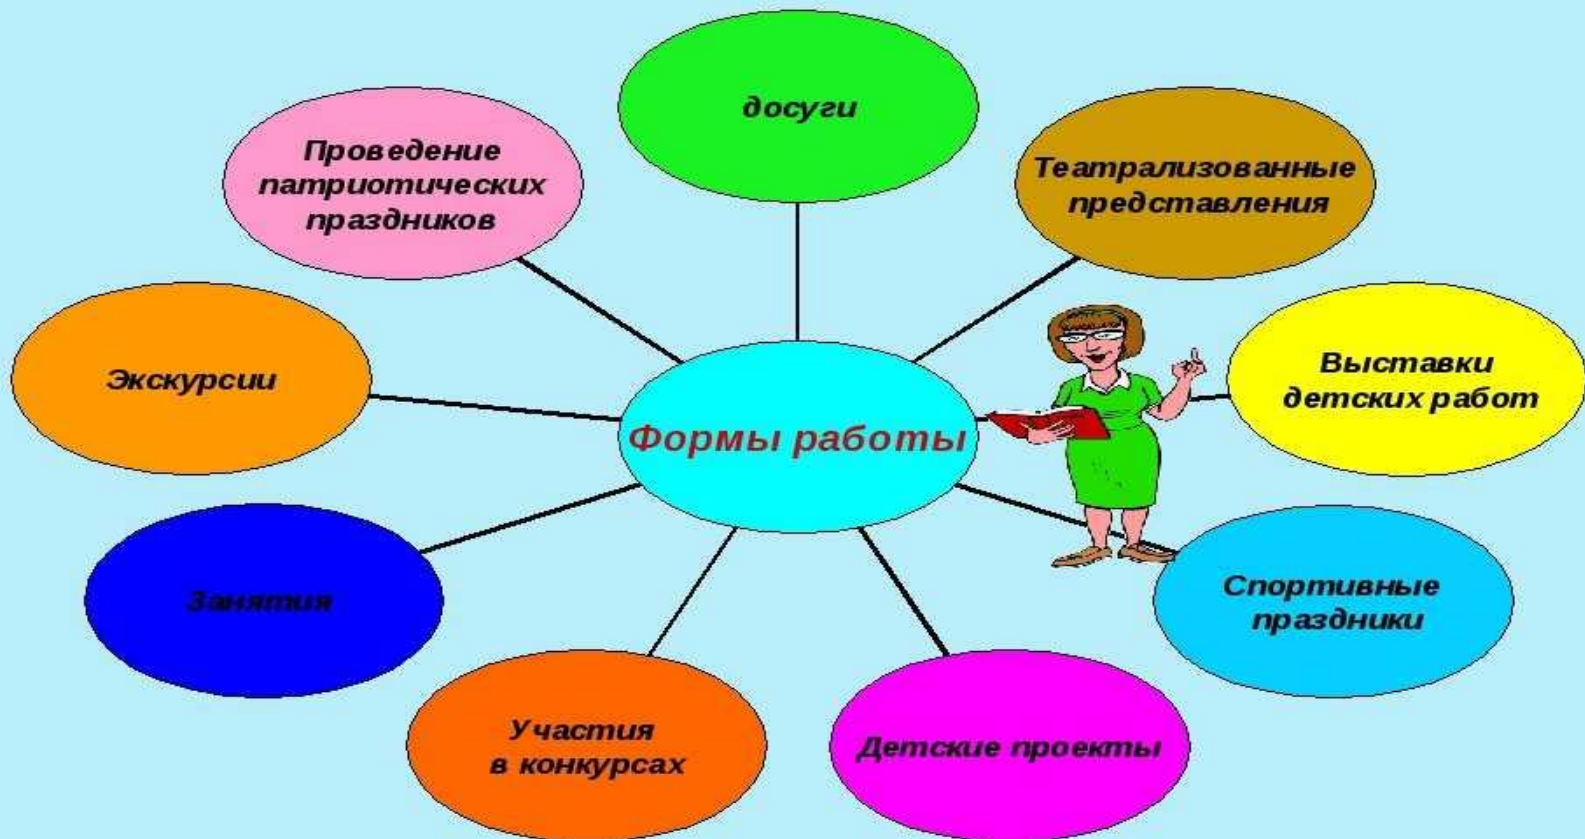 досуги
Проведение
патриотических
праздников
Театрализованные
представления
Экскурсии
Выставки
детских работ
Формы работы
Занятия
Спортивные
праздники
Участия
в конкурсах
Детские проекты